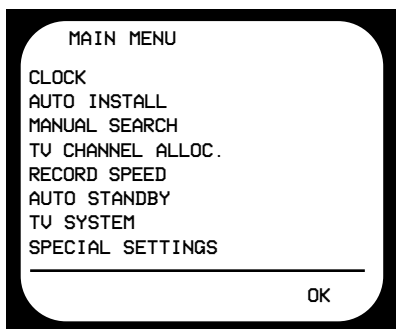 MAIN MENU
CLOCK
AUTO INSTALL
MANUAL SEARCH
TV CHANNEL ALLOC.
RECORD SPEED
AUTO STANDBY
TV SYSTEM
SPECIAL SETTINGS
OK